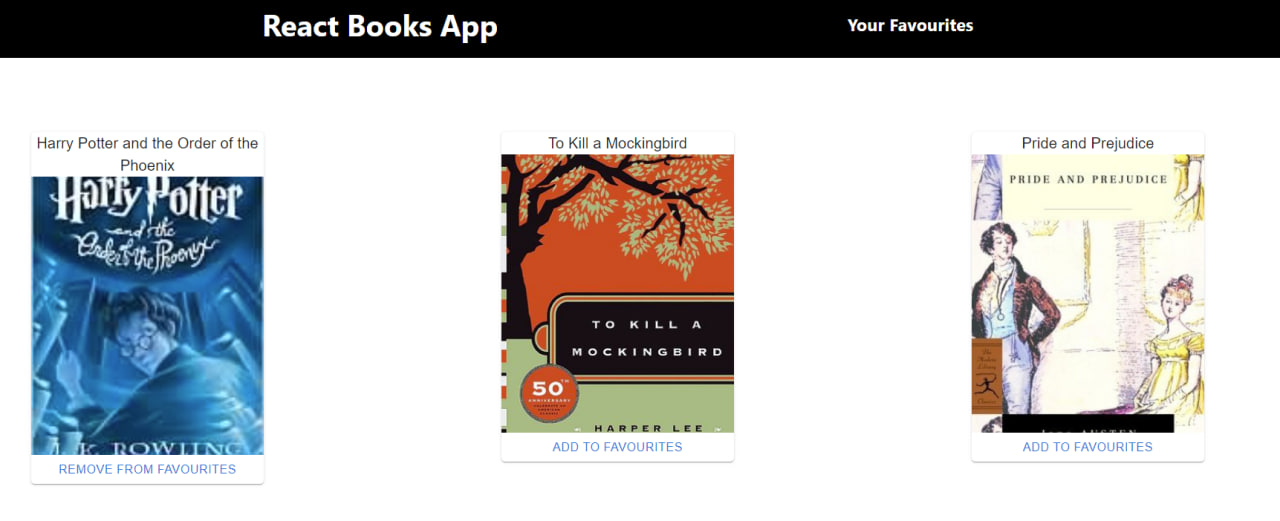 React Books App
Your Favourites
Harry Potter and the Order of the
Phoenix
Harry Potter
and the
Order of the Phoenix
J. K. ROWLING
REMOVE FROM FAVOURITES
To Kill a Mockingbird
TO KILL A
MOCKINGBIRD
50TH
ANNIVERSARY
HARPER LEE
ADD TO FAVOURITES
Pride and Prejudice
PRIDE AND PREJUDICE
The
Modern
Library
Classics
Jane AUSTEN
ADD TO FAVOURITES